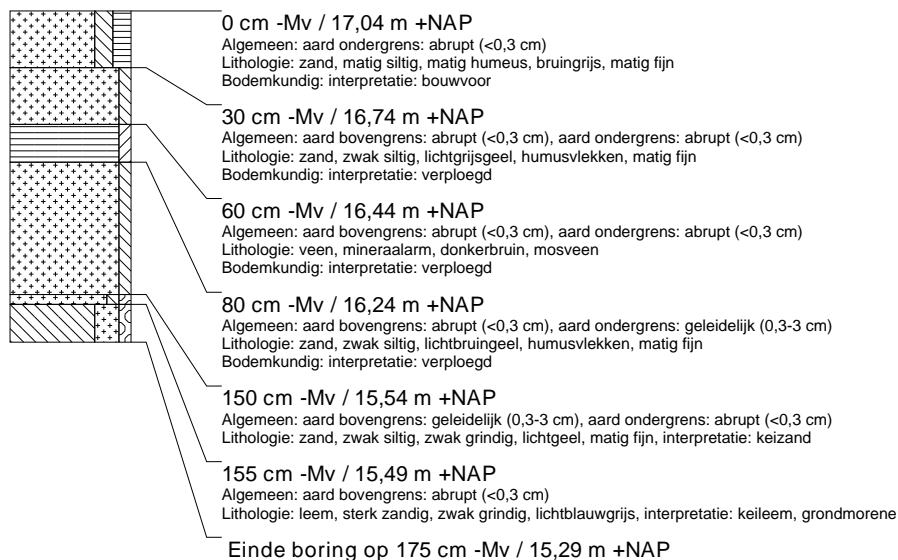 0 cm -Mv / 17,04 m +NAP
Algemeen: aard ondergrens: abrupt (<0,3 cm)
Lithologie: zand, matig siltig, matig humeus, bruingrijs, matig fijn
Bodemkundig: interpretatie: bouwvoor
30 cm -Mv / 16,74 m +NAP
Algemeen: aard bovengrens: abrupt (<0,3 cm), aard ondergrens: abrupt (<0,3 cm)
Lithologie: zand, zwak siltig, lichtgrijsgeel, humusvlekken, matig fijn
Bodemkundig: interpretatie: verploegd
60 cm -Mv / 16,44 m +NAP
Algemeen: aard bovengrens: abrupt (<0,3 cm), aard ondergrens: abrupt (<0,3 cm)
Lithologie: veen, mineraalarm, donkerbruin, mosveen
Bodemkundig: interpretatie: verploegd
80 cm -Mv / 16,24 m +NAP
Algemeen: aard bovengrens: abrupt (<0,3 cm), aard ondergrens: geleidelijk (0,3-3 cm)
Lithologie: zand, zwak siltig, lichtbruingeel, humusvlekken, matig fijn
Bodemkundig: interpretatie: verploegd
150 cm -Mv / 15,54 m +NAP
Algemeen: aard bovengrens: geleidelijk (0,3-3 cm), aard ondergrens: abrupt (<0,3 cm)
Lithologie: zand, zwak siltig, zwak grindig, lichtgeel, matig fijn, interpretatie: keizand
155 cm -Mv / 15,49 m +NAP
Algemeen: aard bovengrens: abrupt (<0,3 cm)
Lithologie: leem, sterk zandig, zwak grindig, lichtblauwgrijs, interpretatie: keileem, grondmorene
Einde boring op 175 cm -Mv / 15,29 m +NAP